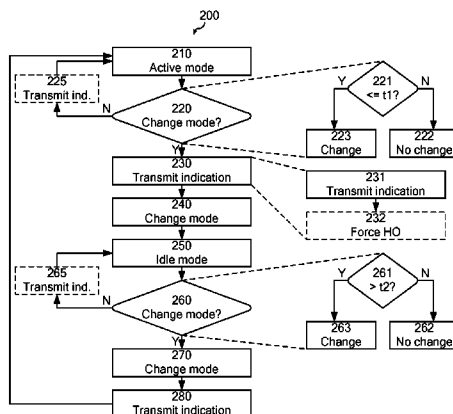 200
210
Active mode
225
Transmit ind.
N
220
Change mode?
Y
221
<= t1?
Y
N
223
Change
222
No change
230
Transmit indication
231
Transmit indication
240
Change mode
232
Force HO
250
Idle mode
265
Transmit ind.
N
260
Change mode?
Y
261
> t2?
Y
N
263
Change
262
No change
270
Change mode
280
Transmit indication